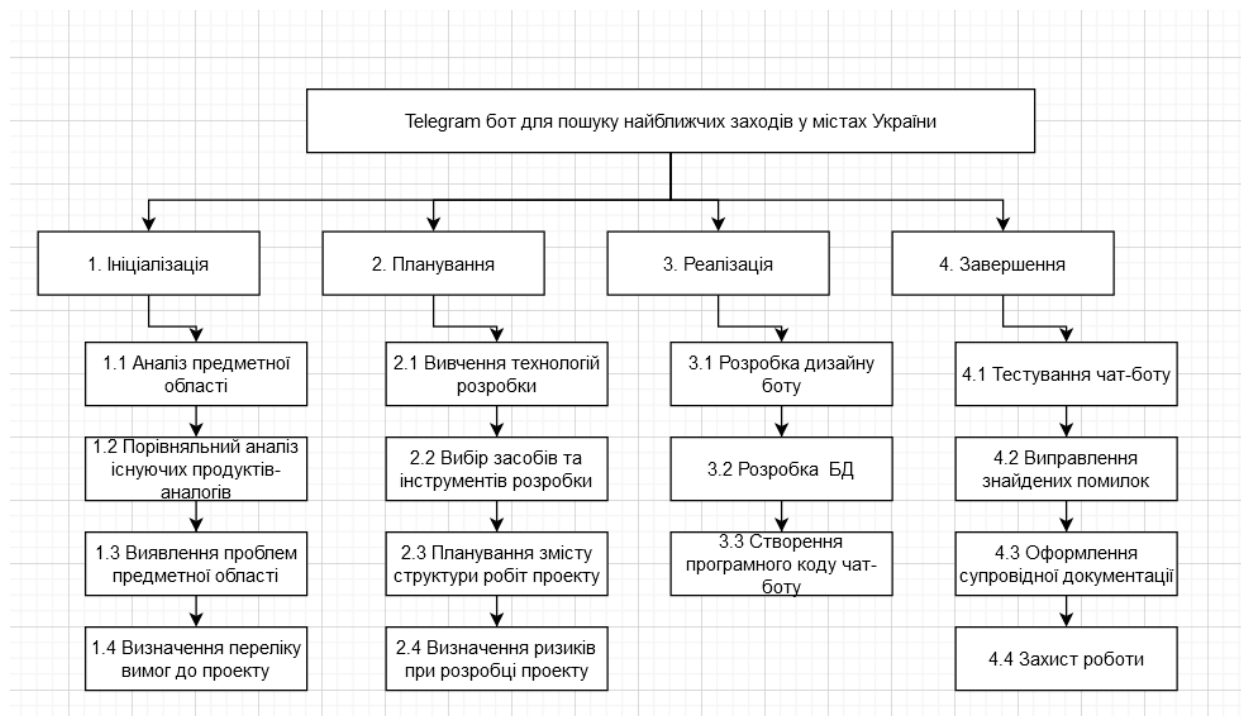 Telegram бот для пошуку найближчих заходів у містах України
1. Ініціалізація
2. Планування
3. Реалізація
4. Завершення
1.1 Аналіз предметної
області
1.2 Порівняльний аналіз
існуючих продуктів-
аналогів
1.3 Виявлення проблем
предметної області
1.4 Визначення переліку
вимог до проекту
2.1 Вивчення технологій
розробки
2.2 Вибір засобів та
інструментів розробки
2.3 Планування змісту
структури робіт проекту
2.4 Визначення ризиків
при розробці проекту
3.1 Розробка дизайну
боту
3.2 Розробка БД
3.3 Створення
програмного коду чат-
боту
4.1 Тестування чат-боту
4.2 Виправлення
знайдених помилок
4.3 Оформлення
супровідної документації
4.4 Захист роботи